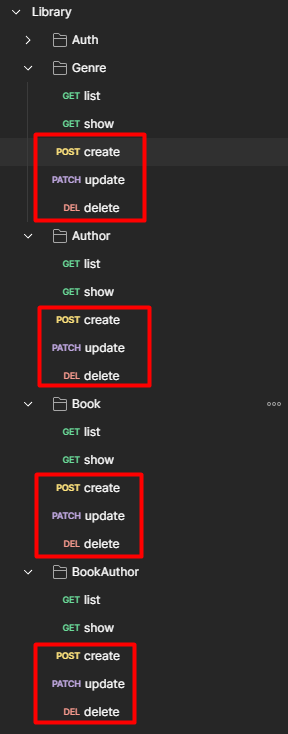 Library
Auth
Genre
GET list
GET show
POST create
PATCH update
DEL delete
Author
GET list
GET show
POST create
PATCH update
DEL delete
Book
GET list
GET show
POST create
PATCH update
DEL delete
BookAuthor
GET list
GET show
POST create
PATCH update
DEL delete